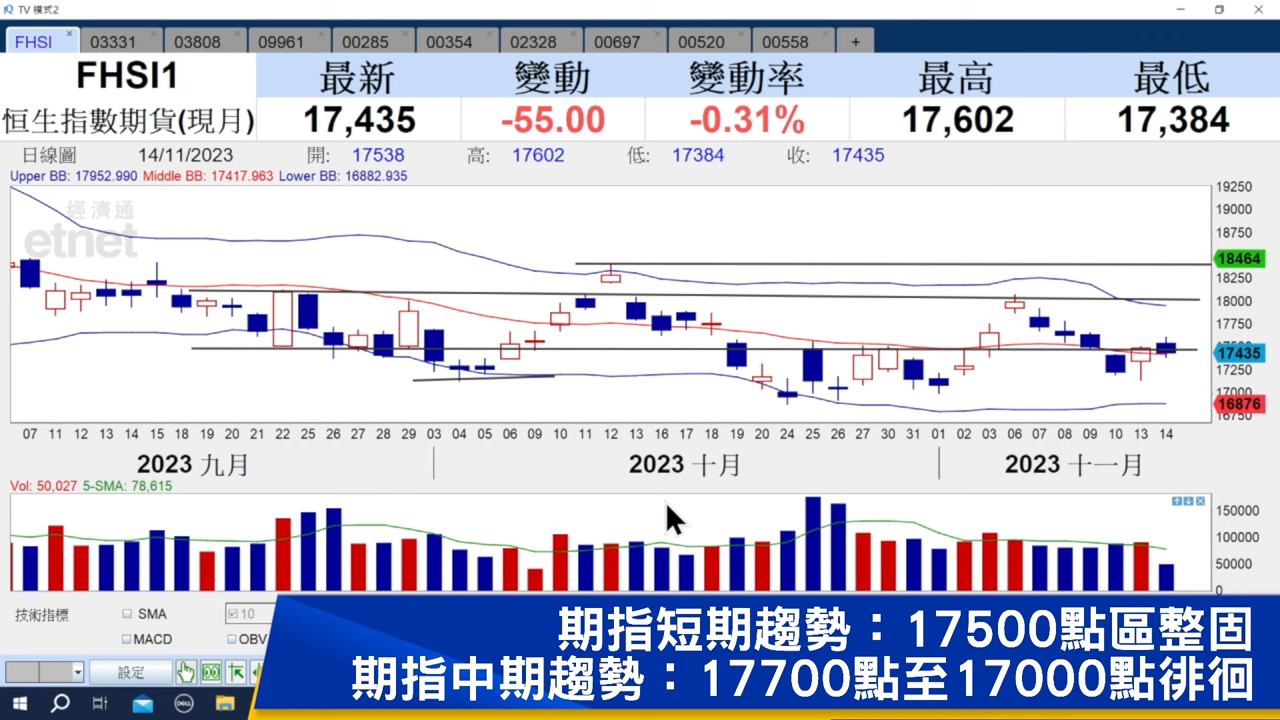 TV 模式2
FHSI 03331 03808 09961 00285 00354 02328 00697 00520 00558 +
FHSI1 最新 變動 變動率 最高 最低
恒生指數期貨(現月) 17,435 -55.00 -0.31% 17,602 17,384
日線圖 14/11/2023 開: 17538 高: 17602 低: 17384 收: 17435
Upper BB: 17952.990 Middle BB: 17417.963 Lower BB: 16882.935
經濟通
etnet
19250
19000
18750
18464
18250
18000
17750
17435
17250
17000
16876
16750
07 11 12 13 14 15 18 19 20 21 22 25 26 27 28 29 03 04 05 06 09 10 11 12 13 16 17 18 19 20 24 25 26 27 30 31 01 02 03 06 07 08 09 10 13 14
2023 九月 2023 十月 2023 十一月
Vol: 50,027 5-SMA: 78,615
150000
100000
50000
0
技術指標 SMA 10
MACD OBV
期指短期趨勢：17500點區整固
設定
期指中期趨勢：17700點至17000點徘徊
DELL